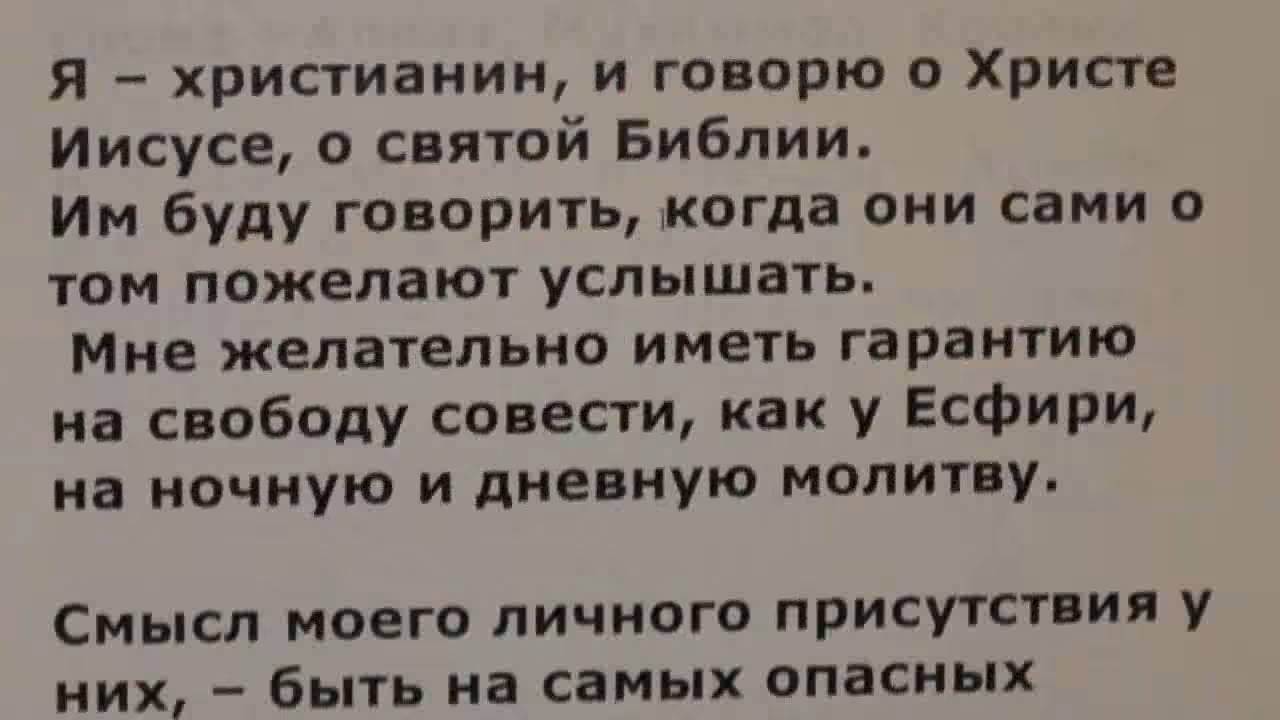 Я – христианин, и говорю о Христе
Иисусе, о святой Библии.
Им буду говорить, когда они сами о
том пожелают услышать.
Мне желательно иметь гарантию
на свободу совести, как у Есфири,
на ночную и дневную молитву.
Смысл моего личного присутствия у
них, – быть на самых опасных